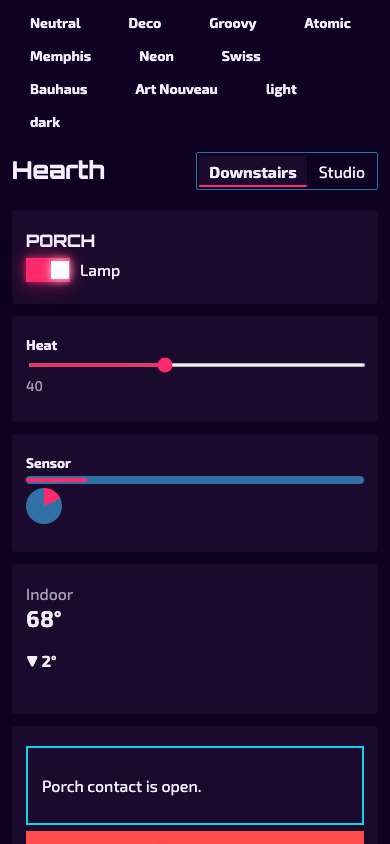 Neutral Deco Groovy Atomic
Memphis Neon Swiss
Bauhaus Art Nouveau light
dark
Hearth Downstairs Studio
PORCH
Lamp
Heat
40
Sensor
Indoor
68°
▼ 2°
Porch contact is open.